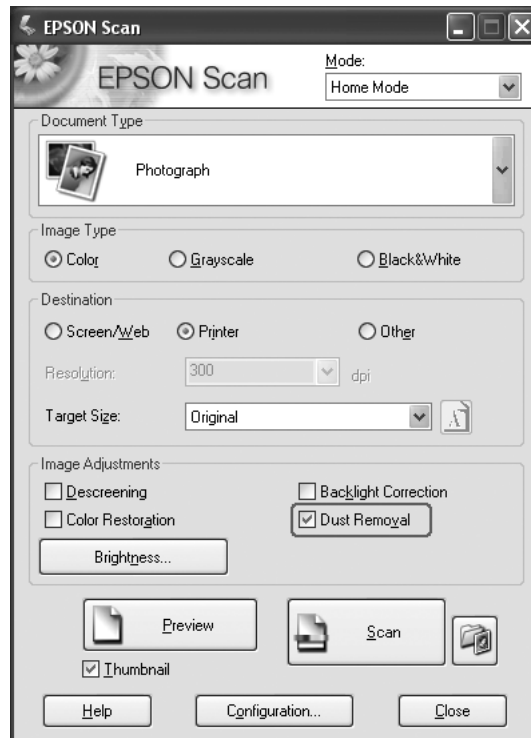 EPSON Scan
EPSON Scan
Mode:
Home Mode
Document Type
Photograph
Image Type
Color
Grayscale
Black&White
Destination
Screen/Web
Printer
Other
Resolution:
300
dpi
Target Size:
Original
Image Adjustments
Descreening
Backlight Correction
Color Restoration
Dust Removal
Brightness...
Preview
Scan
Thumbnail
Help
Configuration...
Close